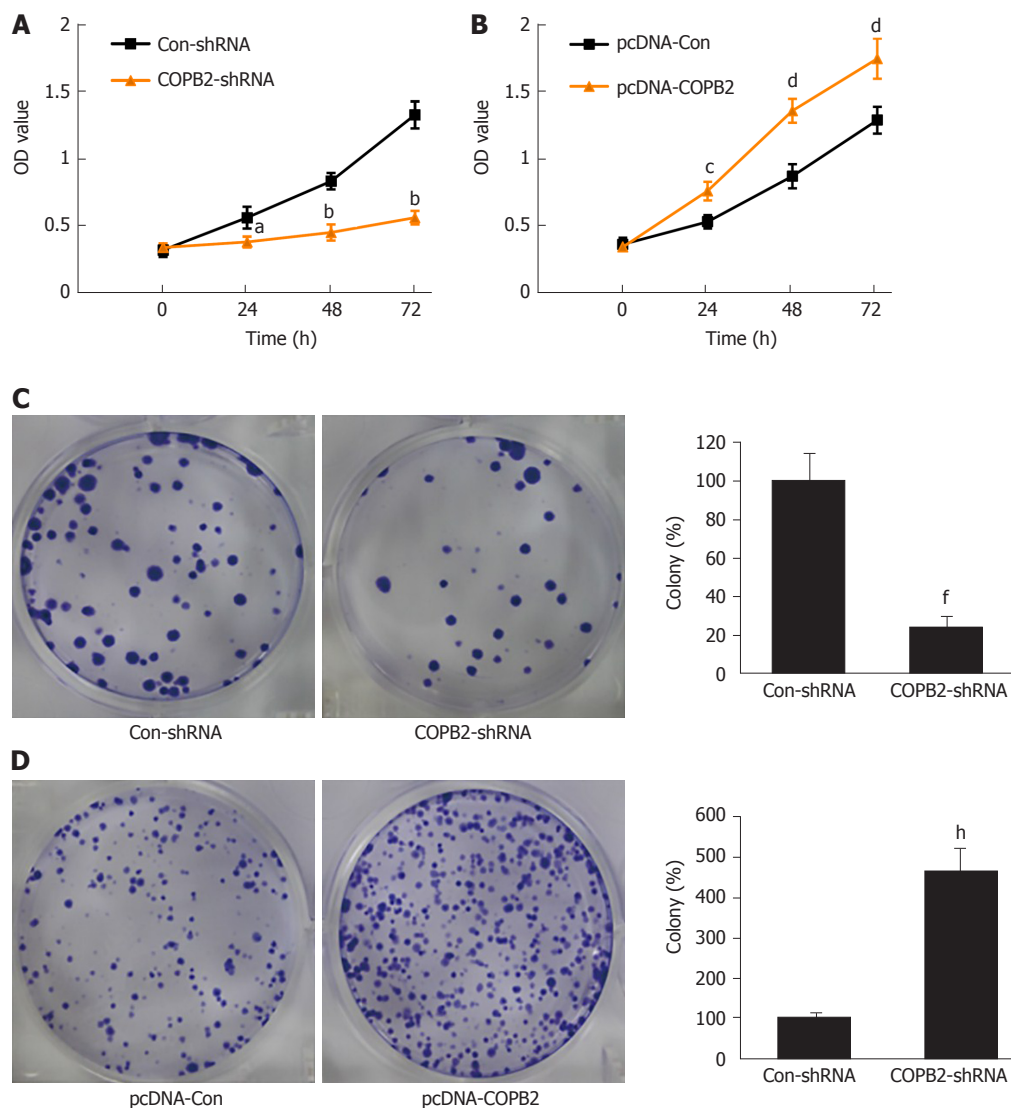 A
Con-shRNA
COPB2-shRNA
OD value
2
1.5
1
0.5
0
a
b
b
0 24 48 72
Time (h)
B
pcDNA-Con
pcDNA-COPB2
OD value
2
1.5
1
0.5
0
c
d
d
0 24 48 72
Time (h)
C
Con-shRNA
COPB2-shRNA
Colony (%)
120
100
80
60
40
20
0
f
Con-shRNA COPB2-shRNA
D
pcDNA-Con
pcDNA-COPB2
Colony (%)
600
500
400
300
200
100
0
h
Con-shRNA COPB2-shRNA